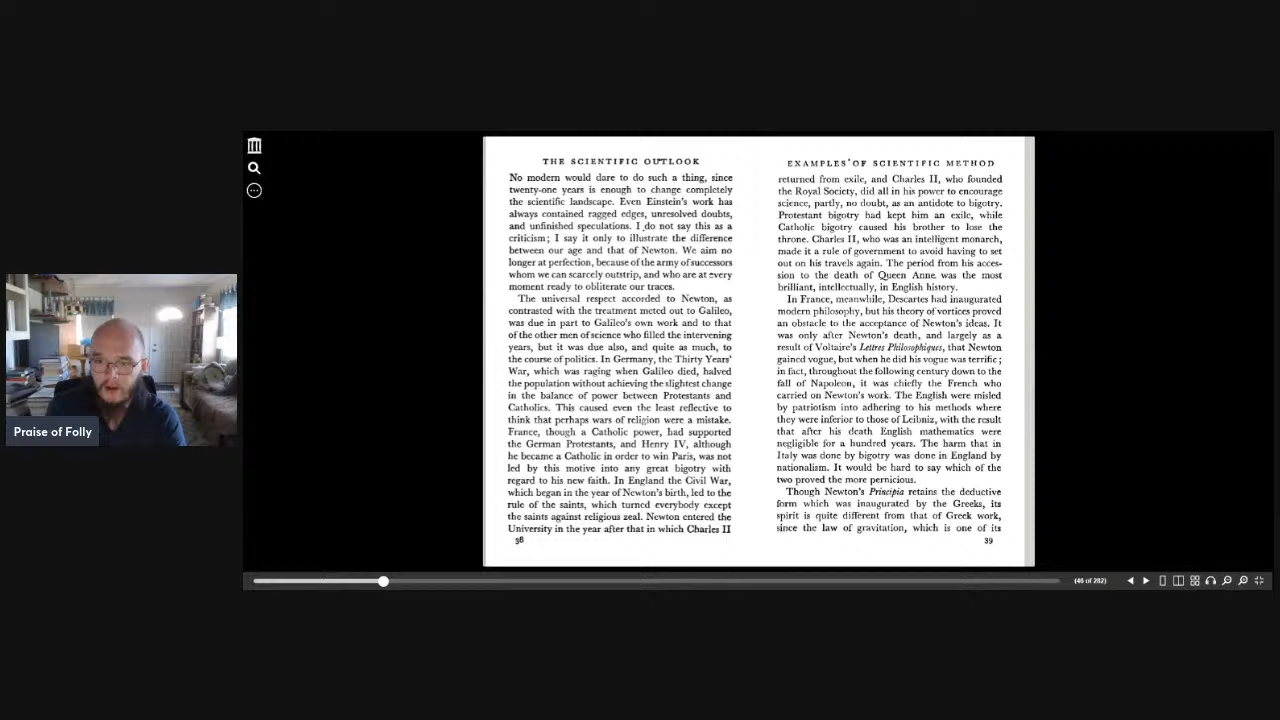 Praise of Folly
THE SCIENTIFIC OUTLOOK
No modern would dare to do such a thing, since
twenty-one years is enough to change completely
the scientific landscape. Even Einstein's work has
always contained ragged edges, unresolved doubts,
and unfinished speculations. I do not say this as a
criticism; I say it only to illustrate the difference
between our age and that of Newton. We aim no
longer at perfection, because of the army of successors
whom we can scarcely outstrip, and who are at every
moment ready to obliterate our traces.
The universal respect accorded to Newton, as
contrasted with the treatment meted out to Galileo,
was due in part to Galileo's own work and to that
of the other men of science who filled the intervening
years, but it was due also, and quite as much, to
the course of politics. In Germany, the Thirty Years'
War, which was raging when Galileo died, halved
the population without achieving the slightest change
in the balance of power between Protestants and
Catholics. This caused even the least reflective to
think that perhaps wars of religion were a mistake.
France, though a Catholic power, had supported
the German Protestants, and Henry IV, although
he became a Catholic in order to win Paris, was not
led by this motive into any great bigotry with
regard to his new faith. In England the Civil War,
which began in the year of Newton's birth, led to the
rule of the saints, which turned everybody except
the saints against religious zeal. Newton entered the
University in the year after that in which Charles II
38
EXAMPLES OF SCIENTIFIC METHOD
returned from exile, and Charles II, who founded
the Royal Society, did all in his power to encourage
science, partly, no doubt, as an antidote to bigotry.
Protestant bigotry had kept him an exile, while
Catholic bigotry caused his brother to lose the
throne. Charles II, who was an intelligent monarch,
made it a rule of government to avoid having to set
out on his travels again. The period from his acces-
sion to the death of Queen Anne was the most
brilliant, intellectually, in English history.
In France, meanwhile, Descartes had inaugurated
modern philosophy, but his theory of vortices proved
an obstacle to the acceptance of Newton's ideas. It
was only after Newton's death, and largely as a
result of Voltaire's Lettres Philosophiques, that Newton
gained vogue, but when he did his vogue was terrific;
in fact, throughout the following century down to the
fall of Napoleon, it was chiefly the French who
carried on Newton's work. The English were misled
by patriotism into adhering to his methods where
they were inferior to those of Leibniz, with the result
that after his death English mathematics were
negligible for a hundred years. The harm that in
Italy was done by bigotry was done in England by
nationalism. It would be hard to say which of the
two proved the more pernicious.
Though Newton's Principia retains the deductive
form which was inaugurated by the Greeks, its
spirit is quite different from that of Greek work,
since the law of gravitation, which is one of its
39
(46 of 282)